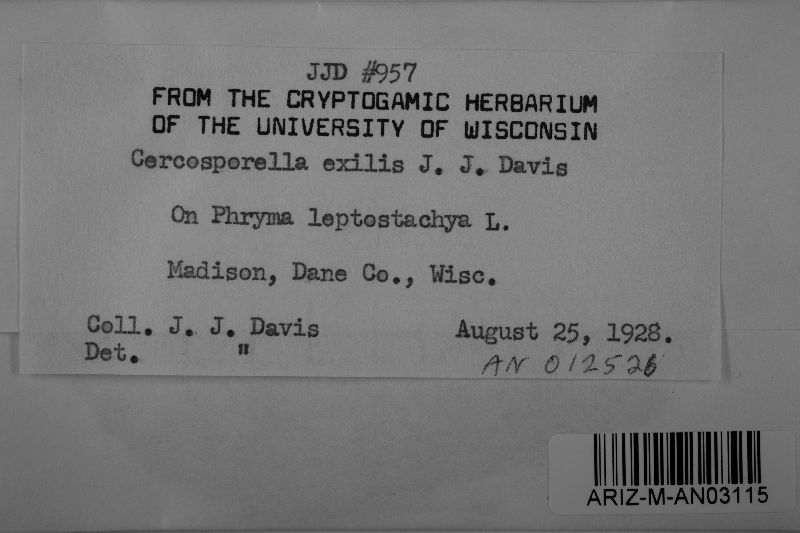 JJD #957
FROM THE CRYPTOGAMIC HERBARIUM
OF THE UNIVERSITY OF WISCONSIN
Cercosporella exilis J. J. Davis
On Phryma leptostachya L.
Madison, Dane Co., Wisc.
Coll. J. J. Davis August 25, 1928.
Det. "
AN 012526
ARIZ-M-AN03115